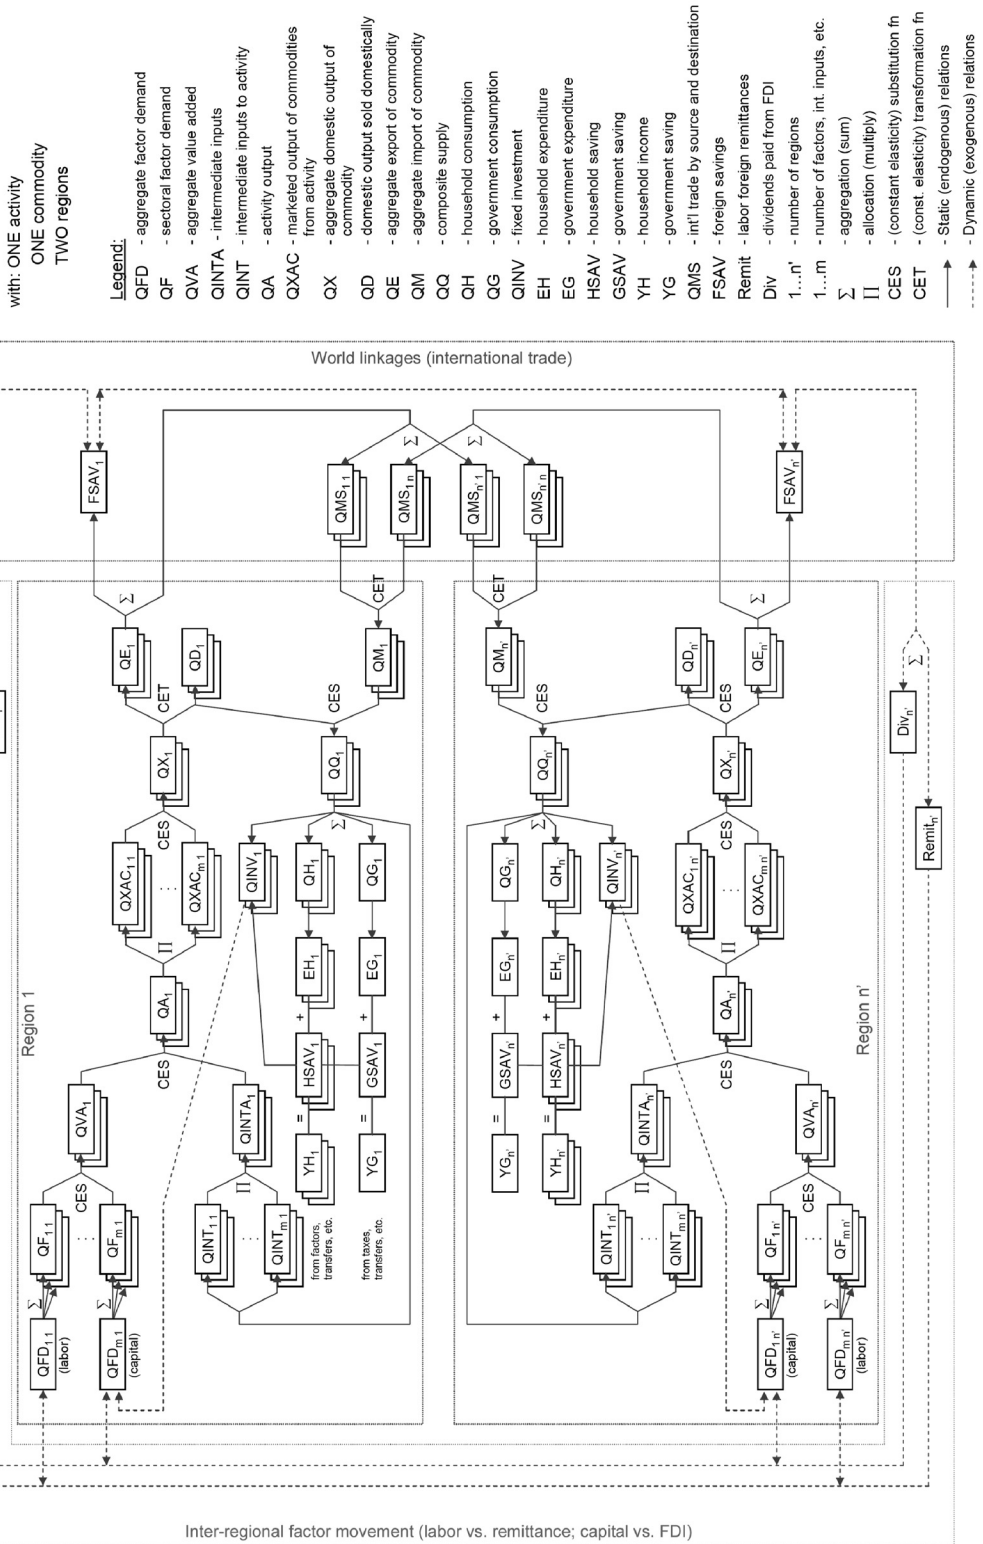 with: ONE activity
ONE commodity
TWO regions
Legend:
QFD - aggregate factor demand
QF - sectoral factor demand
QVA - aggregate value added
QINTA - intermediate inputs
QINT - intermediate inputs to activity
QA - activity output
QXAC - marketed output of commodities
from activity
QX - aggregate domestic output of
commodity
QD - domestic output sold domestically
QE - aggregate export of commodity
QM - aggregate import of commodity
QQ - composite supply
QH - household consumption
QG - government consumption
QINV - fixed investment
EH - household expenditure
EG - government expenditure
HSAV - household saving
GSAV - government saving
YH - household income
YG - government saving
QMS - int'l trade by source and destination
FSAV - foreign savings
Remit - labor foreign remittances
Div - dividends paid from FDI
1...n' - number of regions
1...m - number of factors, int. inputs, etc.
Σ - aggregation (sum)
Π - allocation (multiply)
CES - (constant elasticity) substitution fn
CET - (const. elasticity) transformation fn
- Static (endogenous) relations
- Dynamic (exogenous) relations
World linkages (international trade)
FSAV1
QMS1 1
QMS1 n
QMSn' 1
QMSn' n
FSAVn'
Σ
Σ
Region 1
QFD1 1
(labor)
QFDm 1
(capital)
Σ
Σ
QF1 1
....
QFm 1
CES
QVA1
QINT1 1
....
QINTm 1
Π
QINTA1
CES
QA1
Π
QXAC1 1
....
QXACm 1
CES
QX1
CET
QE1
QD1
Σ
CET
QM1
CES
QQ1
Σ
QINV1
QH1
QG1
EH1
EG1
+
+
HSAV1
GSAV1
=
=
YH1
YG1
from factors,
transfers, etc.
from taxes,
transfers, etc.
Region n'
CET
QMn'
CES
QQn'
Σ
QGn'
QHn'
QINVn'
EGn'
EHn'
+
+
GSAVn'
HSAVn'
=
=
YGn'
YHn'
QINT1 n'
....
QINTm n'
Π
QINTAn'
QFD1 n'
(capital)
QFDm n'
(labor)
Σ
Σ
QF1 n'
....
QFm n'
CES
QVAn'
CES
QAn'
Π
QXAC1 n'
....
QXACm n'
CES
QXn'
CES
QDn'
QEn'
Σ
Divn'
Σ
Remitn'
Inter-regional factor movement (labor vs. remittance; capital vs. FDI)